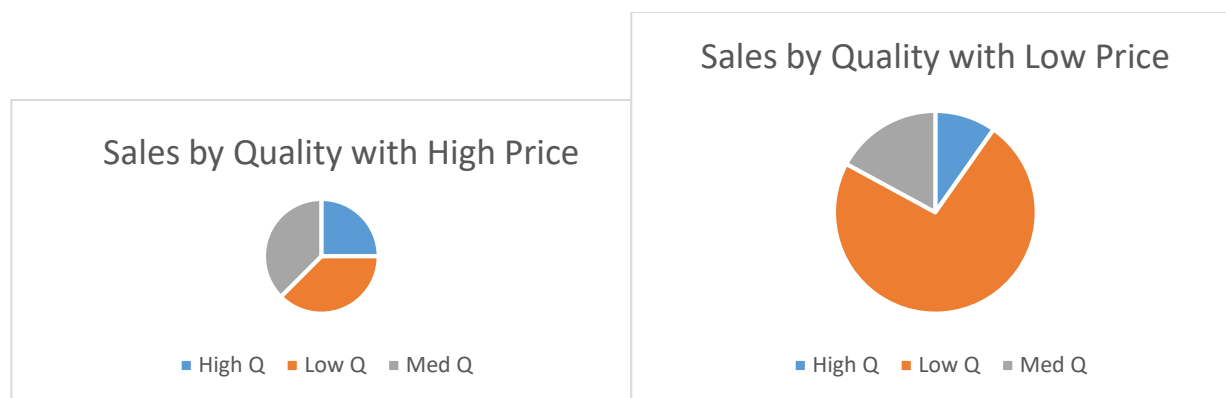 Sales by Quality with High Price
High Q Low Q Med Q
Sales by Quality with Low Price
High Q Low Q Med Q